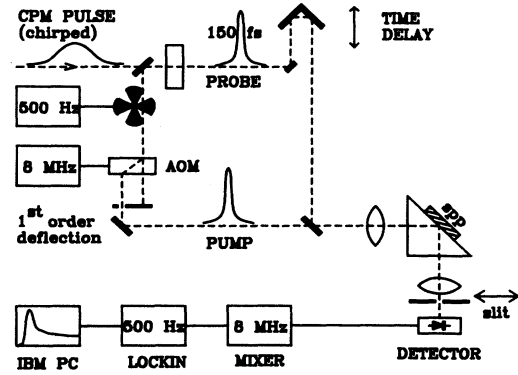 CPM PULSE
(chirped)
150 fs
TIME
DELAY
PROBE
500 Hz
8 MHz
AOM
1st order
deflection
PUMP
spp
slit
500 Hz
8 MHz
IBM PC
LOCKIN
MIXER
DETECTOR